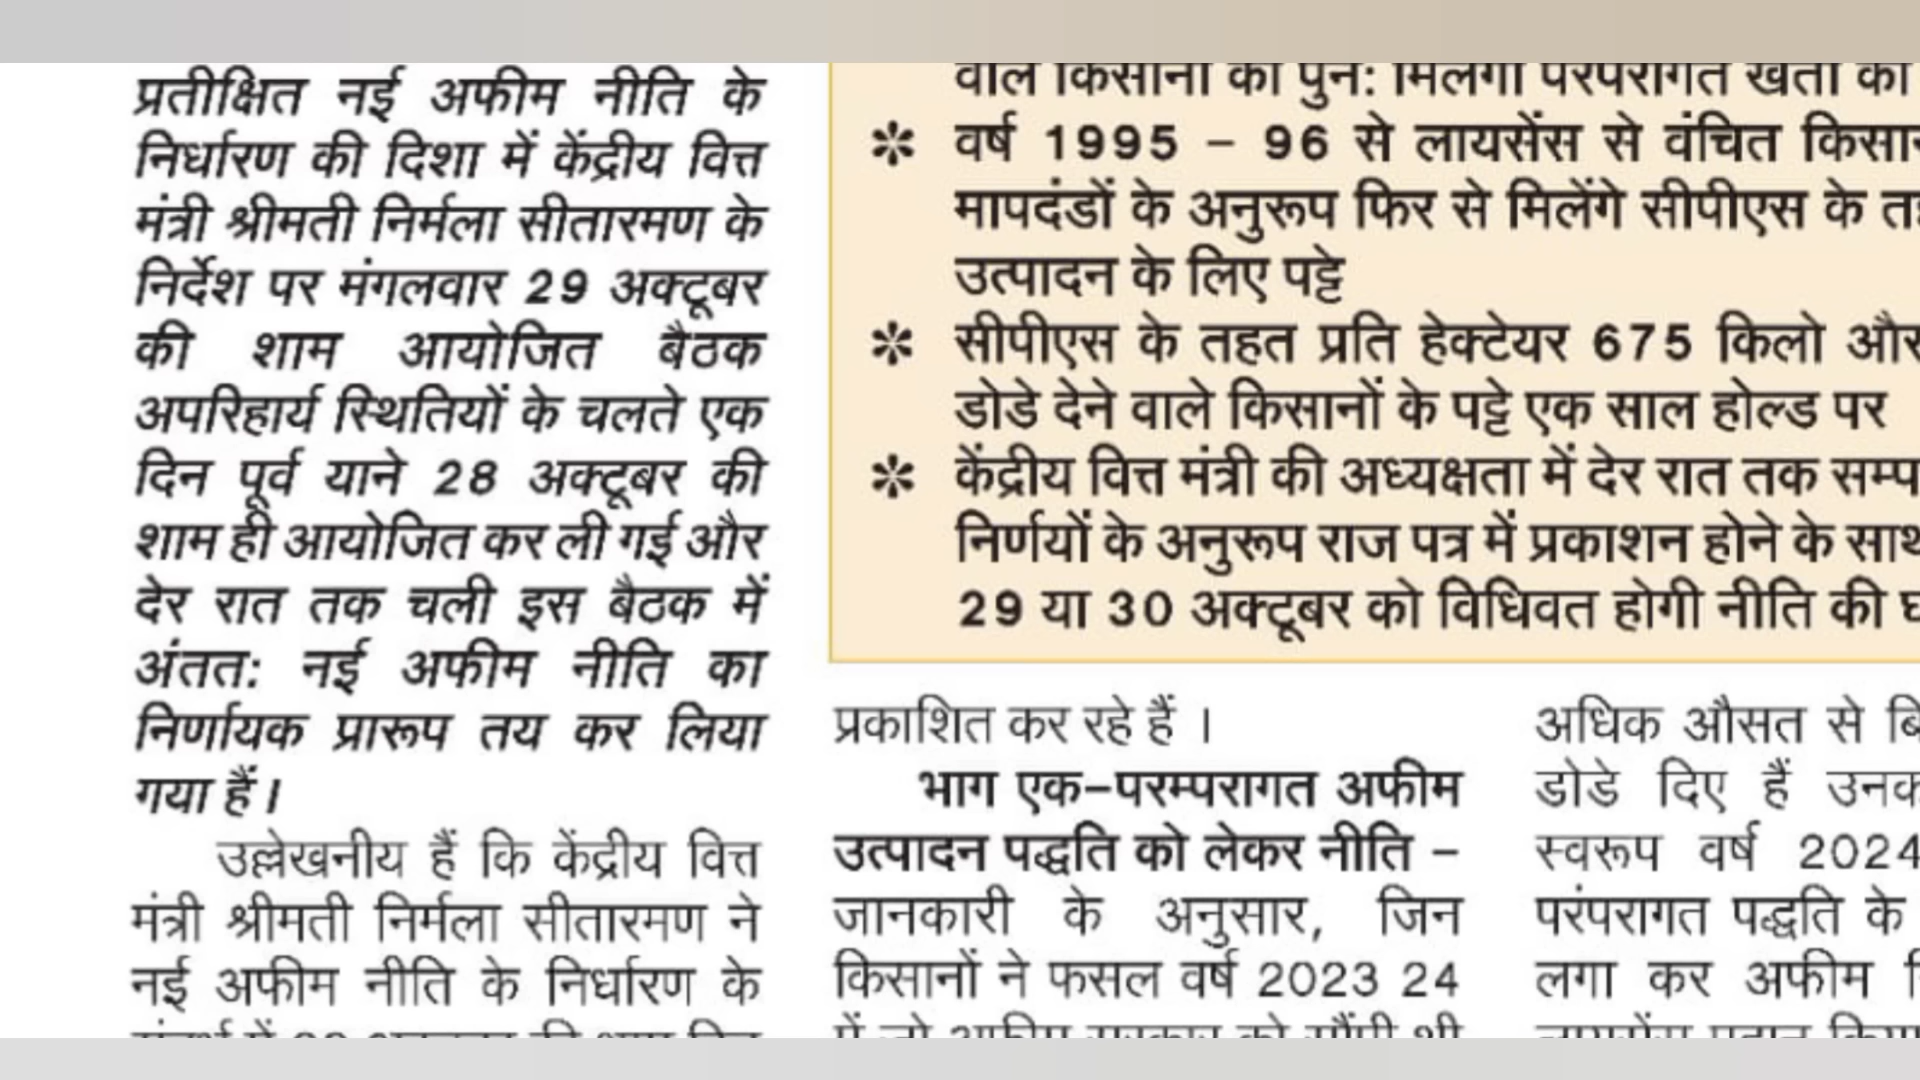 प्रतीक्षित नई अफीम नीति के
निर्धारण की दिशा में केंद्रीय वित्त
मंत्री श्रीमती निर्मला सीतारमण के
निर्देश पर मंगलवार 29 अक्टूबर
की शाम आयोजित बैठक
अपरिहार्य स्थितियों के चलते एक
दिन पूर्व याने 28 अक्टूबर की
शाम ही आयोजित कर ली गई और
देर रात तक चली इस बैठक में
अंतत: नई अफीम नीति का
निर्णायक प्रारूप तय कर लिया
गया हैं।
उल्लेखनीय हैं कि केंद्रीय वित्त
मंत्री श्रीमती निर्मला सीतारमण ने
नई अफीम नीति के निर्धारण के
वाले किसानों को पुन: मिलेगी परंपरागत खेती की
* वर्ष 1995 – 96 से लायसेंस से वंचित
मापदंडों के अनुरूप फिर से मिलेंगे सीपीएस के
उत्पादन के लिए पट्टे
* सीपीएस के तहत प्रति हेक्टेयर 675 किलो और
डोडे देने वाले किसानों के पट्टे एक साल होल्ड पर
* केंद्रीय वित्त मंत्री की अध्यक्षता में देर रात तक
निर्णयों के अनुरूप राज पत्र में प्रकाशन होने के
29 या 30 अक्टूबर को विधिवत होगी नीति की
प्रकाशित कर रहे हैं ।
भाग एक–परम्परागत अफीम
उत्पादन पद्धति को लेकर नीति –
जानकारी के अनुसार, जिन
किसानों ने फसल वर्ष 2023 24
अधिक औसत से
डोडे दिए हैं
स्वरूप वर्ष 2024
परंपरागत पद्धति के
लगा कर अफीम